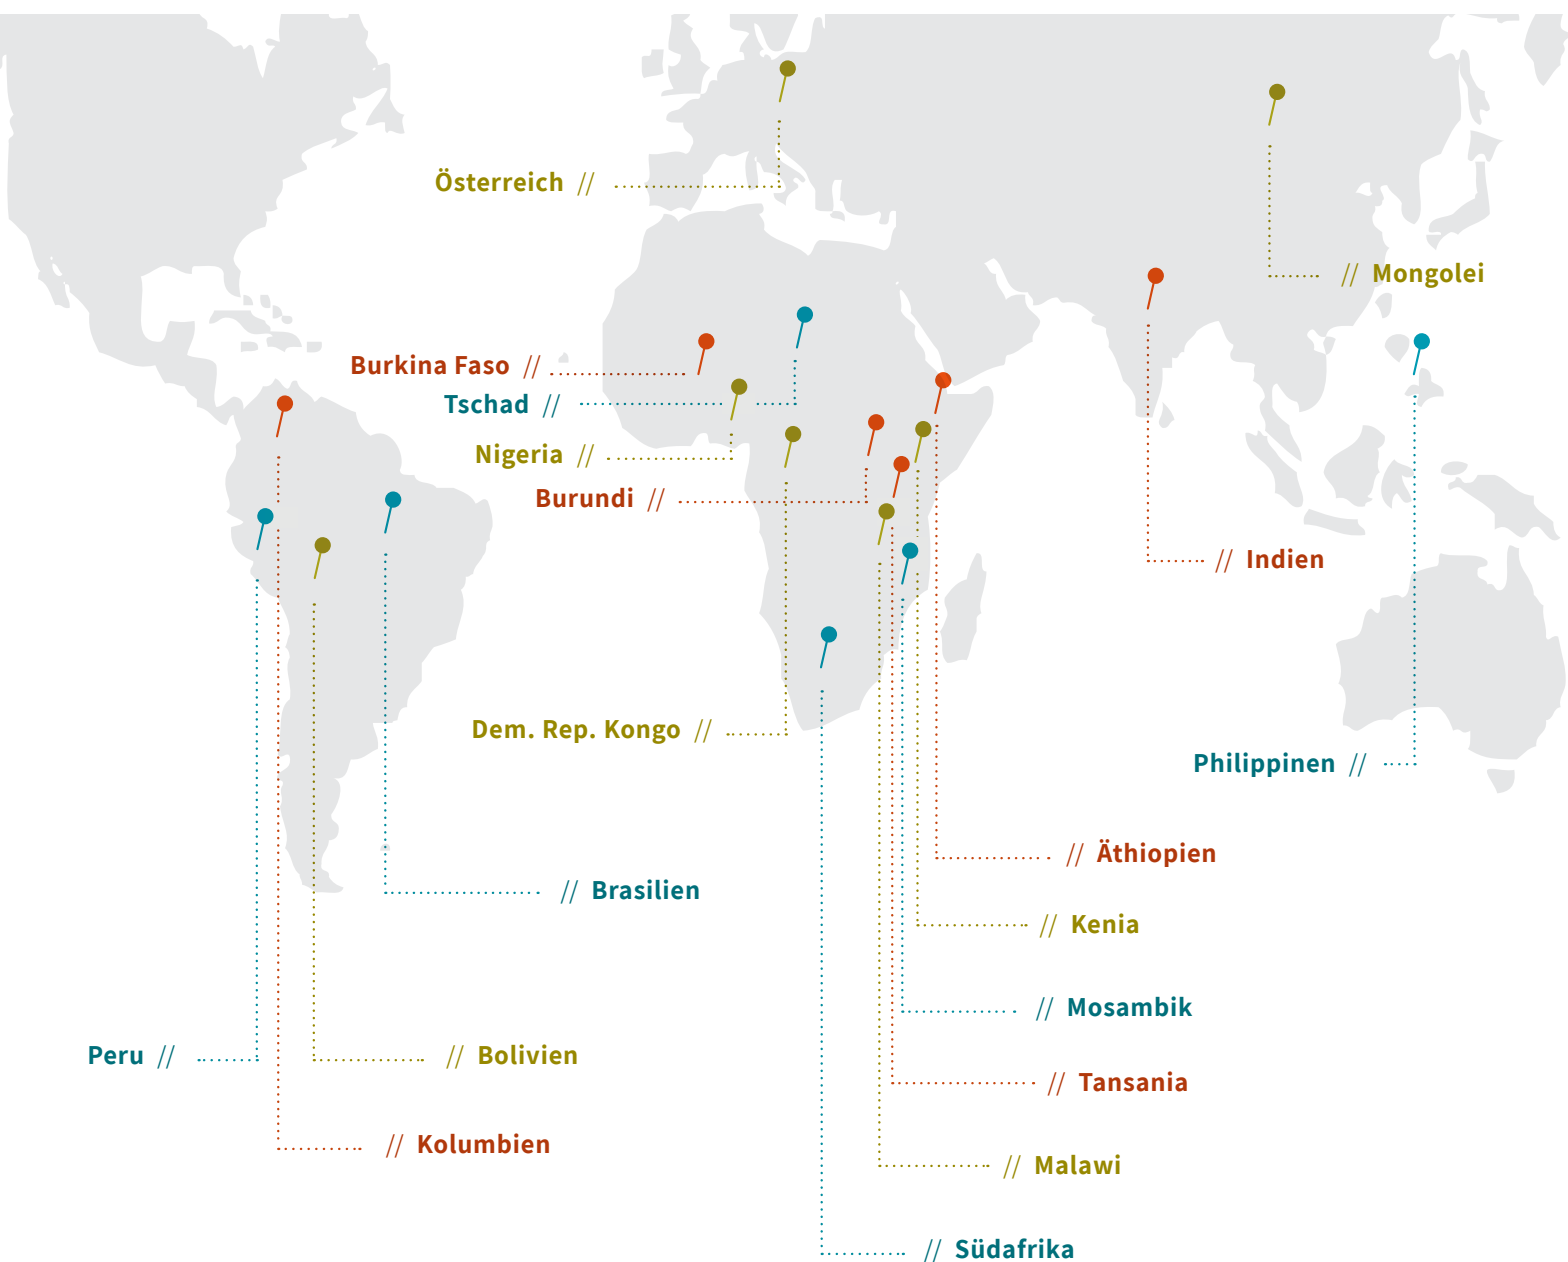 Österreich //
// Mongolei
Burkina Faso //
Tschad //
Nigeria //
Burundi //
// Indien
Dem. Rep. Kongo //
Philippinen //
// Äthiopien
// Brasilien
// Kenia
// Mosambik
Peru //
// Bolivien
// Tansania
// Kolumbien
// Malawi
// Südafrika